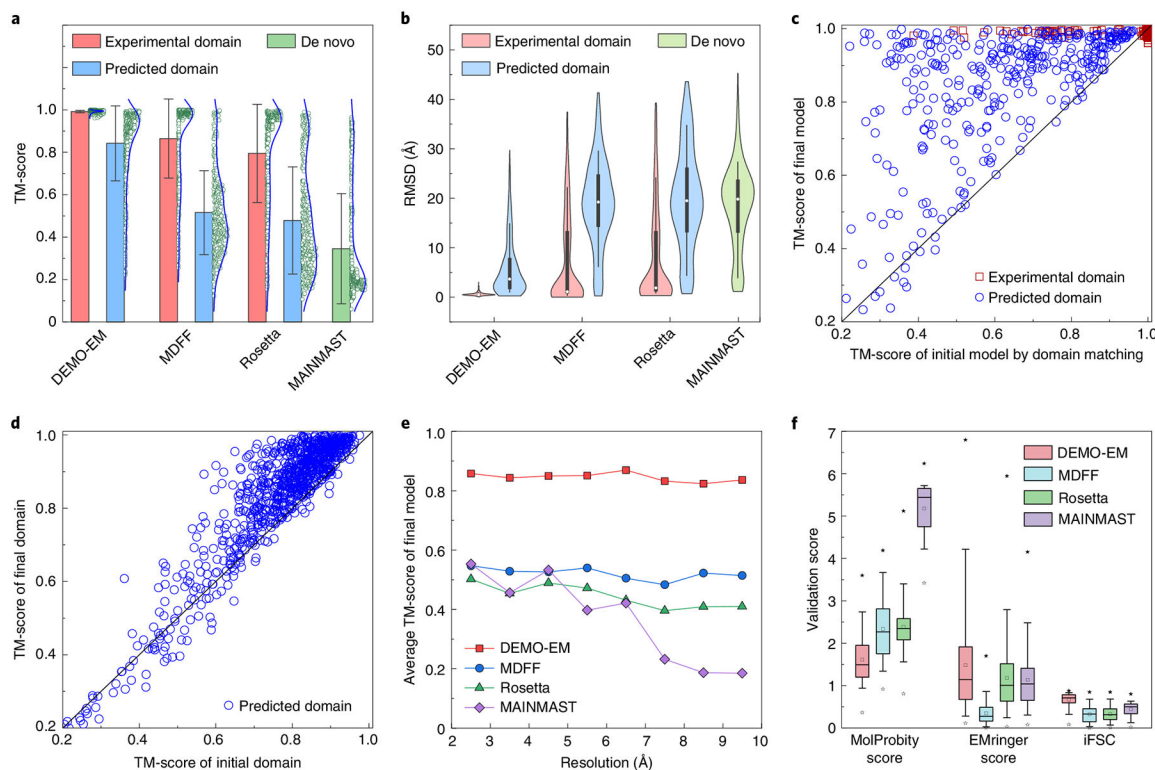 a
Experimental domain
De novo
Predicted domain
TM-score
1.0
0.8
0.6
0.4
0.2
0
DEMO-EM
MDFF
Rosetta
MAINMAST
b
Experimental domain
De novo
Predicted domain
RMSD (Å)
50
40
30
20
10
0
DEMO-EM
MDFF
Rosetta
MAINMAST
c
TM-score of final model
1.0
0.8
0.6
0.4
0.2
Experimental domain
Predicted domain
0.2 0.4 0.6 0.8 1.0
TM-score of initial model by domain matching
d
TM-score of final domain
1.0
0.8
0.6
0.4
0.2
Predicted domain
0.2 0.4 0.6 0.8 1.0
TM-score of initial domain
e
Average TM-score of final model
1.0
0.8
0.6
0.4
0.2
0
DEMO-EM
MDFF
Rosetta
MAINMAST
2 3 4 5 6 7 8 9 10
Resolution (Å)
f
Validation score
7
6
5
4
3
2
1
0
DEMO-EM
MDFF
Rosetta
MAINMAST
MolProbity
score
EMringer
score
iFSC